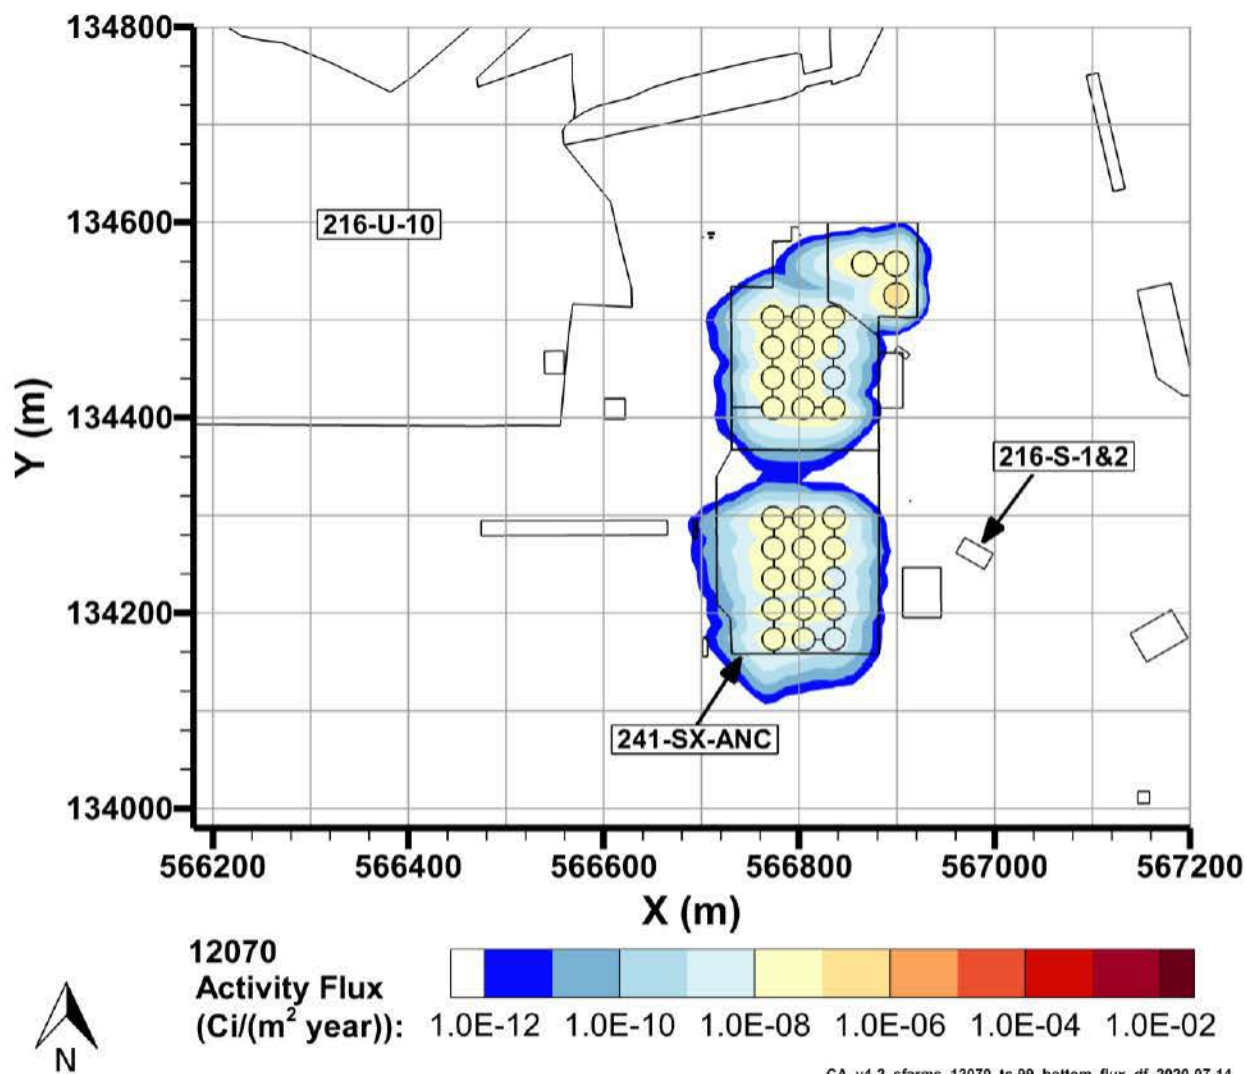 134800
134600
134400
134200
134000
Y (m)
216-U-10
216-S-1&2
241-SX-ANC
566200 566400 566600 566800 567000 567200
X (m)
12070
Activity Flux
(Ci/(m² year)):
1.0E-12 1.0E-10 1.0E-08 1.0E-06 1.0E-04 1.0E-02
N